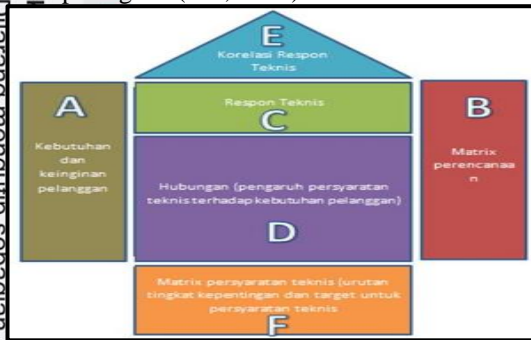 E
Korelasi Respon
Teknis
A
Kebutuhan
dan
keinginan
pelanggan
Respon Teknis
C
B
Matrix
perencanaa
n
Hubungan (pengaruh persyaratan
teknis terhadap kebutuhan pelanggan)
D
Matrix persyaratan teknis (urutan
tingkat kepentingan dan target untuk
persyaratan teknis
F